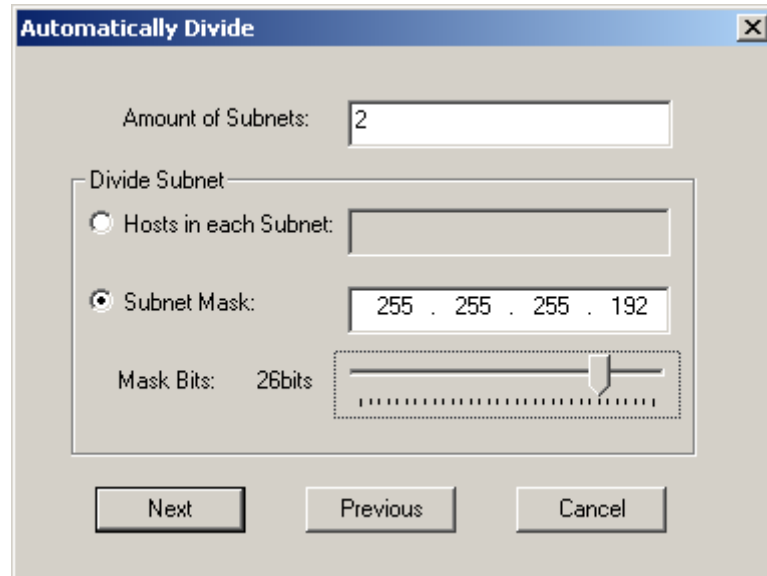 Automatically Divide
Amount of Subnets: 2
Divide Subnet
Hosts in each Subnet:
Subnet Mask: 255 . 255 . 255 . 192
Mask Bits: 26bits
Next Previous Cancel